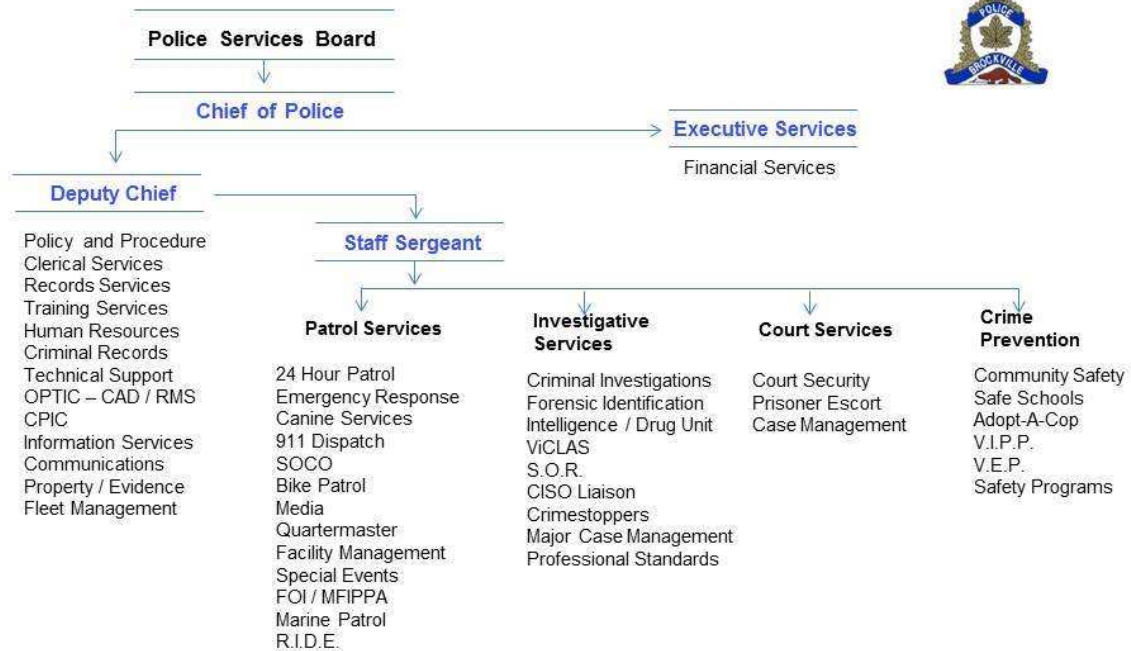 POLICE
BROCKVILLE
Police Services Board
Chief of Police
Executive Services
Financial Services
Deputy Chief
Policy and Procedure
Clerical Services
Records Services
Training Services
Human Resources
Criminal Records
Technical Support
OPTIC – CAD / RMS
CPIC
Information Services
Communications
Property / Evidence
Fleet Management
Staff Sergeant
Patrol Services
24 Hour Patrol
Emergency Response
Canine Services
911 Dispatch
SOCO
Bike Patrol
Media
Quartermaster
Facility Management
Special Events
FOI / MFIPPA
Marine Patrol
R.I.D.E.
Investigative
Services
Criminal Investigations
Forensic Identification
Intelligence / Drug Unit
ViCLAS
S.O.R.
CISO Liaison
Crimestoppers
Major Case Management
Professional Standards
Court Services
Court Security
Prisoner Escort
Case Management
Crime
Prevention
Community Safety
Safe Schools
Adopt-A-Cop
V.I.P.P.
V.E.P.
Safety Programs